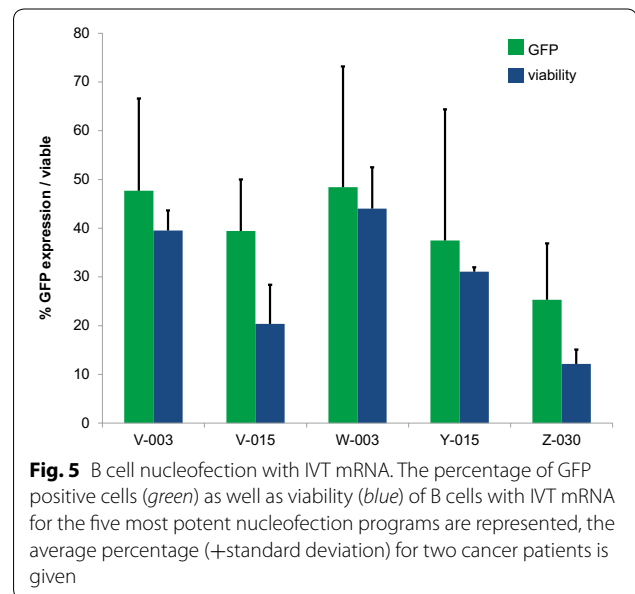 80
70
60
50
40
30
20
10
0
% GFP expression / viable
GFP
viability
V-003 V-015 W-003 Y-015 Z-030
Fig. 5 B cell nucleofection with IVT mRNA. The percentage of GFP
positive cells (green) as well as viability (blue) of B cells with IVT mRNA
for the five most potent nucleofection programs are represented, the
average percentage (+standard deviation) for two cancer patients is
given